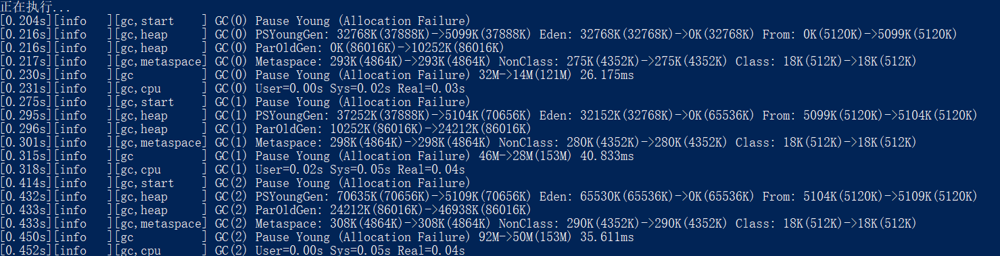 正在执行...
[0.204s][info   ][gc,start    ] GC(0) Pause Young (Allocation Failure)
[0.216s][info   ][gc,heap     ] GC(0) PSYoungGen: 32768K(37888K)->5099K(37888K) Eden: 32768K(32768K)->0K(32768K) From: 0K(5120K)->5099K(5120K)
[0.216s][info   ][gc,heap     ] GC(0) ParOldGen: 0K(86016K)->10252K(86016K)
[0.217s][info   ][gc,metaspace] GC(0) Metaspace: 293K(4864K)->293K(4864K) NonClass: 275K(4352K)->275K(4352K) Class: 18K(512K)->18K(512K)
[0.230s][info   ][gc          ] GC(0) Pause Young (Allocation Failure) 32M->14M(121M) 26.175ms
[0.231s][info   ][gc,cpu      ] GC(0) User=0.00s Sys=0.02s Real=0.03s
[0.275s][info   ][gc,start    ] GC(1) Pause Young (Allocation Failure)
[0.295s][info   ][gc,heap     ] GC(1) PSYoungGen: 37252K(37888K)->5104K(70656K) Eden: 32152K(32768K)->0K(65536K) From: 5099K(5120K)->5104K(5120K)
[0.296s][info   ][gc,heap     ] GC(1) ParOldGen: 10252K(86016K)->24212K(86016K)
[0.301s][info   ][gc,metaspace] GC(1) Metaspace: 298K(4864K)->298K(4864K) NonClass: 280K(4352K)->280K(4352K) Class: 18K(512K)->18K(512K)
[0.315s][info   ][gc          ] GC(1) Pause Young (Allocation Failure) 46M->28M(153M) 40.833ms
[0.318s][info   ][gc,cpu      ] GC(1) User=0.02s Sys=0.05s Real=0.04s
[0.414s][info   ][gc,start    ] GC(2) Pause Young (Allocation Failure)
[0.432s][info   ][gc,heap     ] GC(2) PSYoungGen: 70635K(70656K)->5109K(70656K) Eden: 65530K(65536K)->0K(65536K) From: 5104K(5120K)->5109K(5120K)
[0.433s][info   ][gc,heap     ] GC(2) ParOldGen: 24212K(86016K)->46938K(86016K)
[0.433s][info   ][gc,metaspace] GC(2) Metaspace: 308K(4864K)->308K(4864K) NonClass: 290K(4352K)->290K(4352K) Class: 18K(512K)->18K(512K)
[0.450s][info   ][gc          ] GC(2) Pause Young (Allocation Failure) 92M->50M(153M) 35.611ms
[0.452s][info   ][gc,cpu      ] GC(2) User=0.00s Sys=0.05s Real=0.04s